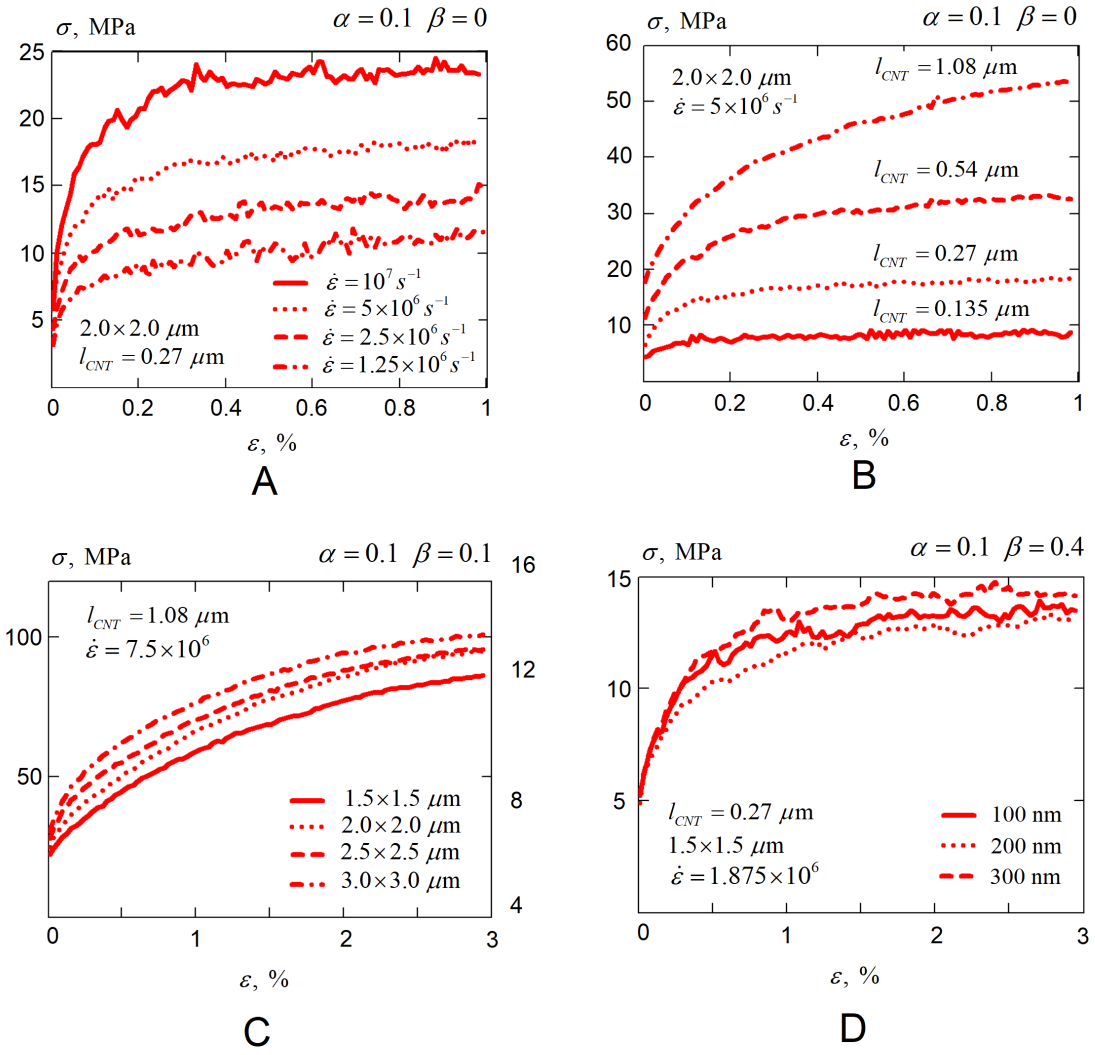 σ, MPa
α = 0.1 β = 0
25
20
15
10
5
ε̇ = 10⁷ s⁻¹
ε̇ = 5×10⁶ s⁻¹
ε̇ = 2.5×10⁶ s⁻¹
ε̇ = 1.25×10⁶ s⁻¹
2.0×2.0 μm
l_CNT = 0.27 μm
0 0.2 0.4 0.6 0.8 1
ε, %
A
σ, MPa
α = 0.1 β = 0
60
50
40
30
20
10
2.0×2.0 μm
ε̇ = 5×10⁶ s⁻¹
l_CNT = 1.08 μm
l_CNT = 0.54 μm
l_CNT = 0.27 μm
l_CNT = 0.135 μm
0 0.2 0.4 0.6 0.8 1
ε, %
B
σ, MPa
α = 0.1 β = 0.1
16
12
8
4
100
50
l_CNT = 1.08 μm
ε̇ = 7.5×10⁶
1.5×1.5 μm
2.0×2.0 μm
2.5×2.5 μm
3.0×3.0 μm
0 1 2 3
ε, %
C
σ, MPa
α = 0.1 β = 0.4
15
10
5
l_CNT = 0.27 μm
1.5×1.5 μm
ε̇ = 1.875×10⁶
100 nm
200 nm
300 nm
0 1 2 3
ε, %
D